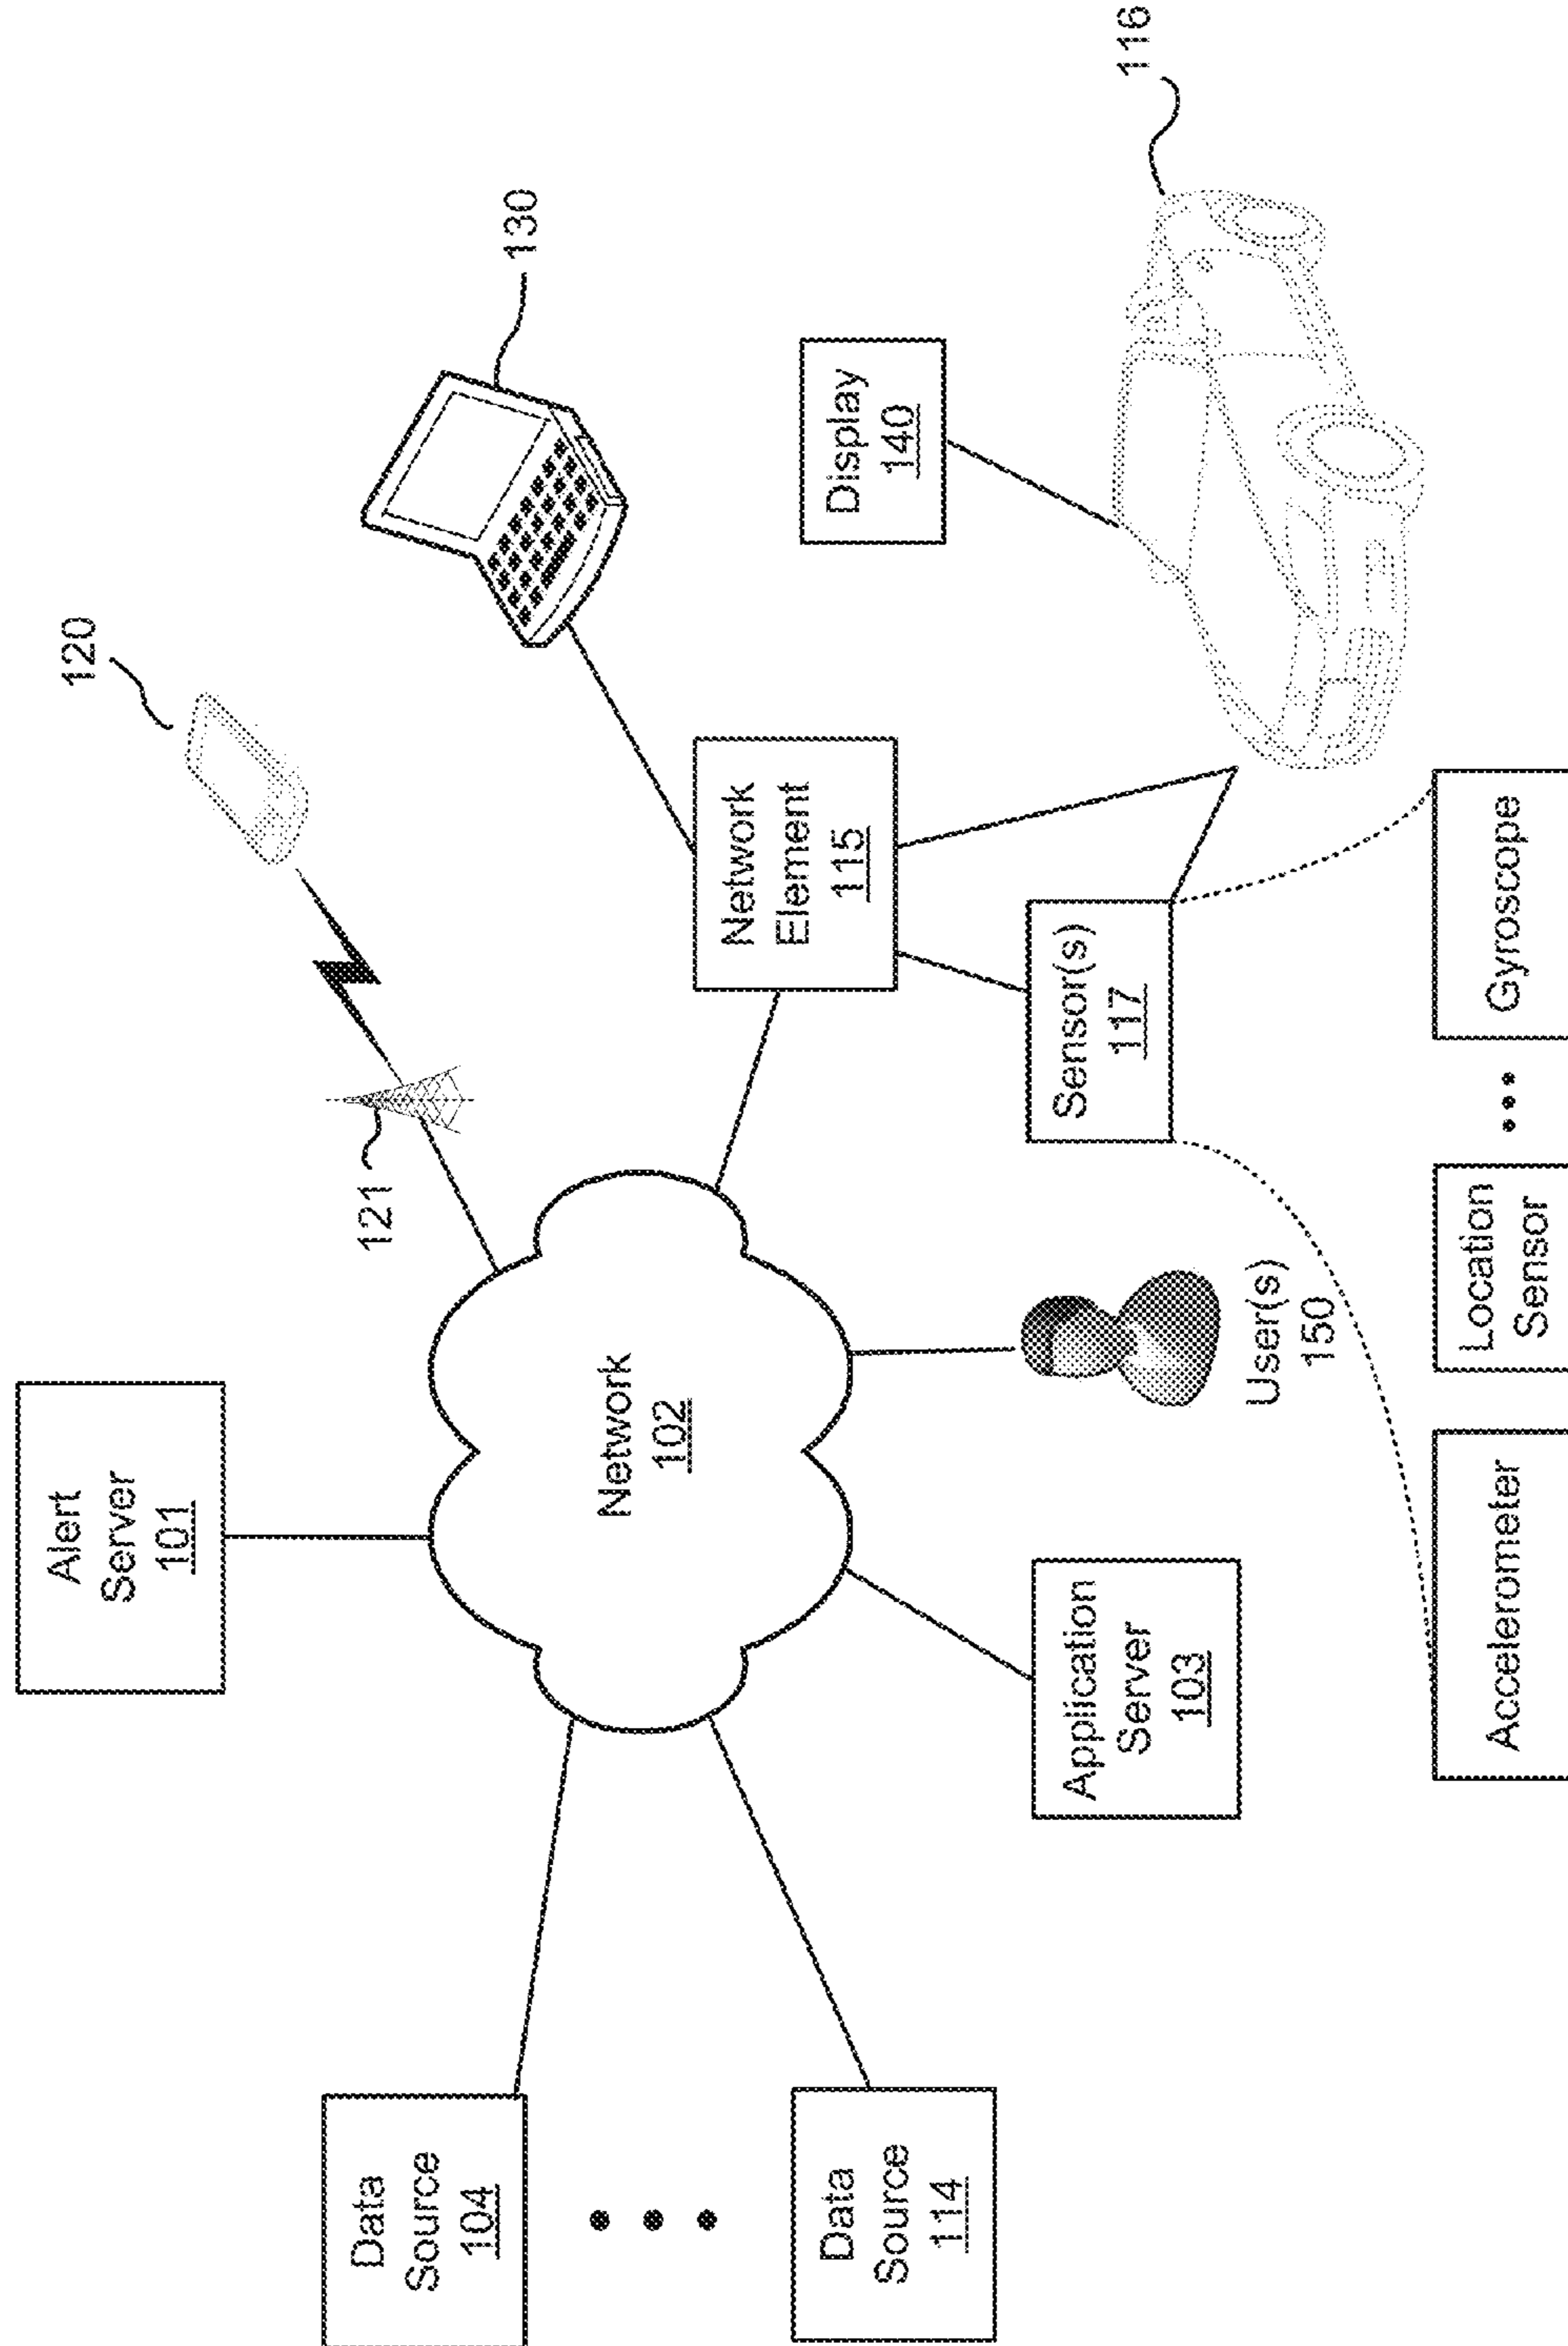 Alert
Server
101
120
121
130
Data
Source
104
Network
102
Network
Element
115
Display
140
Data
Source
114
Application
Server
103
User(s)
150
Sensor(s)
117
116
Accelerometer
Location
Sensor
Gyroscope